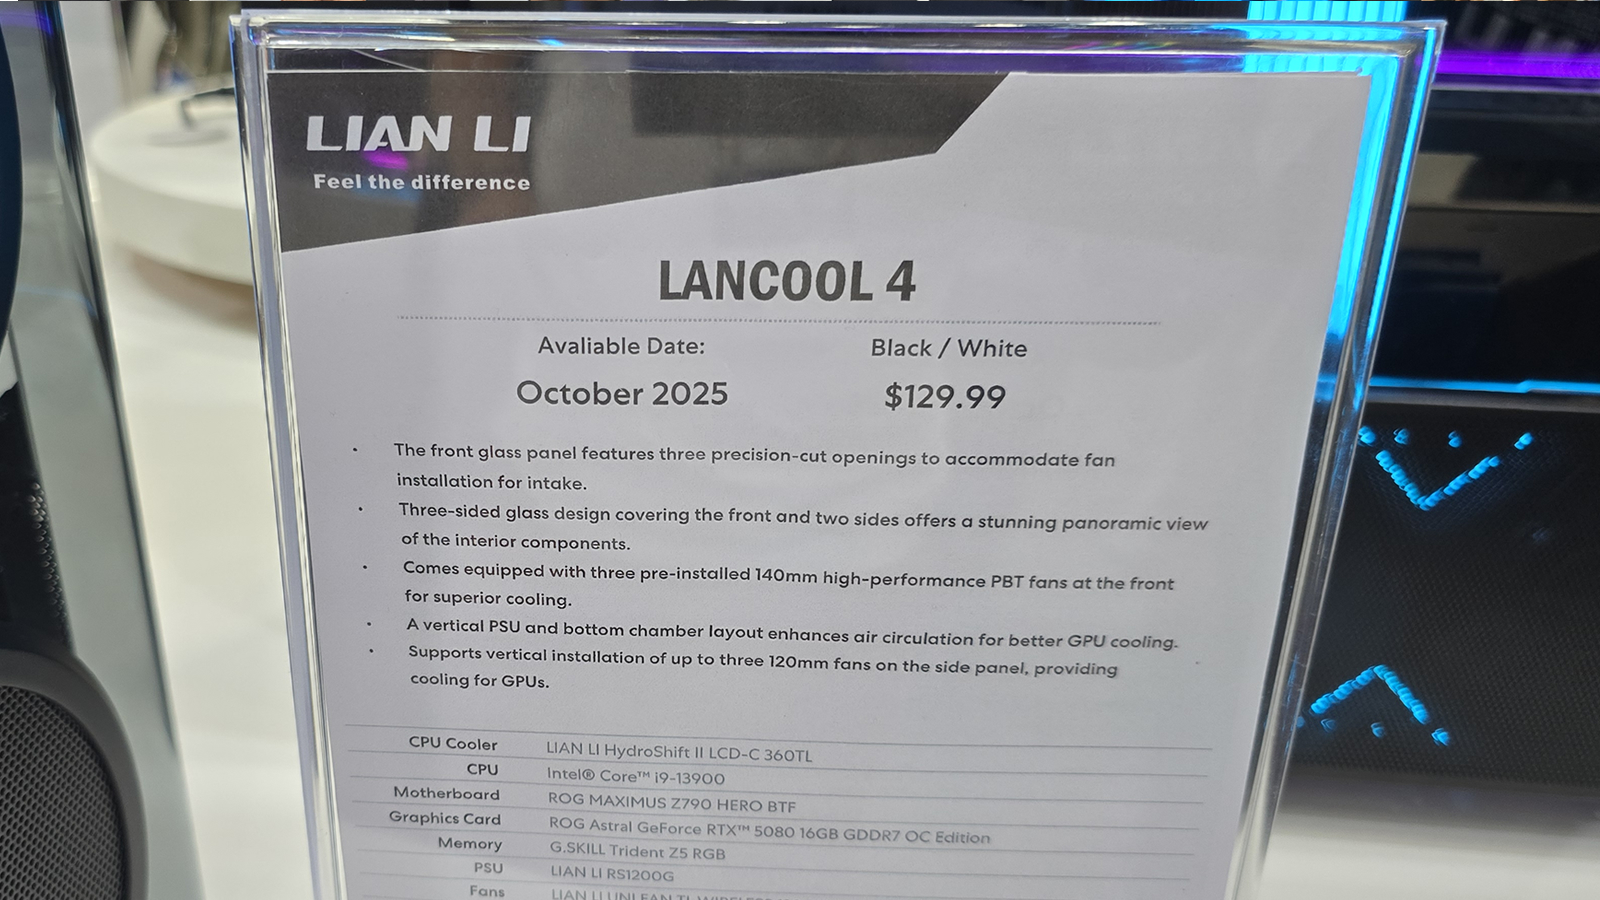 LIAN LI
Feel the difference
LANCOOL 4
Avaliable Date:
Black / White
October 2025
$129.99
• The front glass panel features three precision-cut openings to accommodate fan
installation for intake.
• Three-sided glass design covering the front and two sides offers a stunning panoramic view
of the interior components.
• Comes equipped with three pre-installed 140mm high-performance PBT fans at the front
for superior cooling.
• A vertical PSU and bottom chamber layout enhances air circulation for better GPU cooling.
• Supports vertical installation of up to three 120mm fans on the side panel, providing
cooling for GPUs.
CPU Cooler LIAN LI HydroShift II LCD-C 360TL
CPU Intel® Core™ i9-13900
Motherboard ROG MAXIMUS Z790 HERO BTF
Graphics Card ROG Astral GeForce RTX™ 5080 16GB GDDR7 OC Edition
Memory G.SKILL Trident Z5 RGB
PSU LIAN LI RS1200G
Fans LIAN LI UNI FAN TL WIRELESS